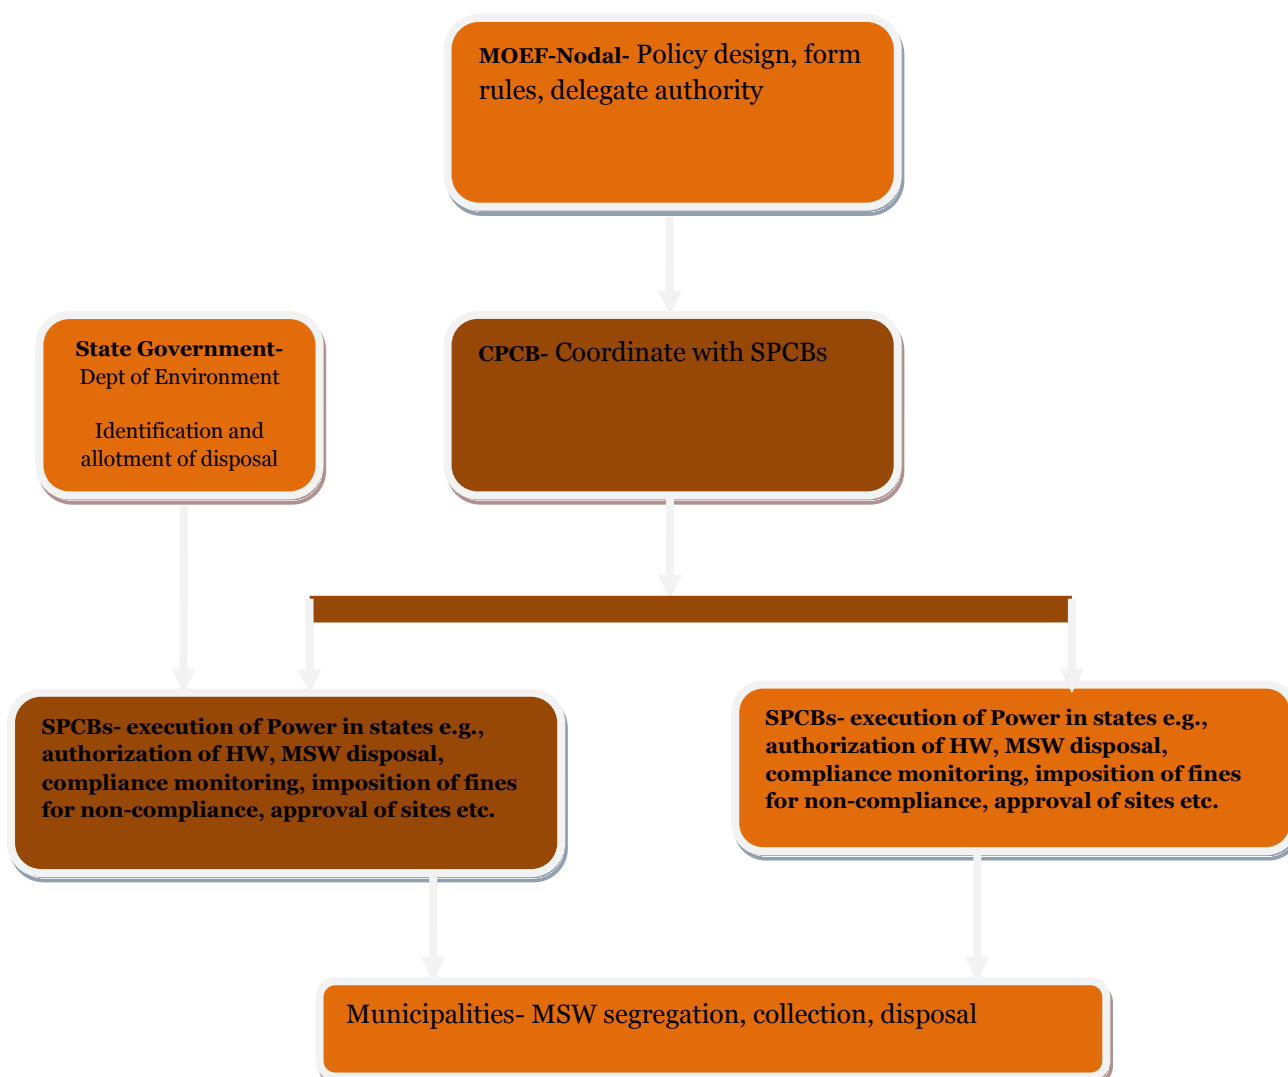 MOEF-Nodal- Policy design, form
rules, delegate authority
State Government-
Dept of Environment
Identification and
allotment of disposal
CPCB- Coordinate with SPCBs
SPCBs- execution of Power in states e.g.,
authorization of HW, MSW disposal,
compliance monitoring, imposition of fines
for non-compliance, approval of sites etc.
SPCBs- execution of Power in states e.g.,
authorization of HW, MSW disposal,
compliance monitoring, imposition of fines
for non-compliance, approval of sites etc.
Municipalities- MSW segregation, collection, disposal